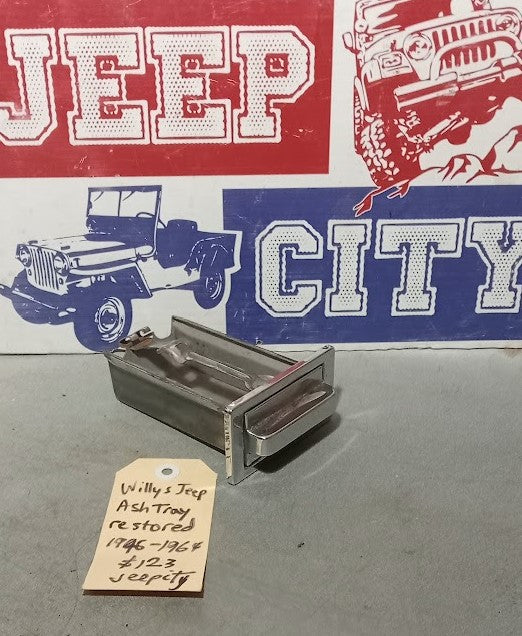 JEEP
CITY
Willys Jeep
Ash Tray
restored
1946-1964
#123
Jeepcity